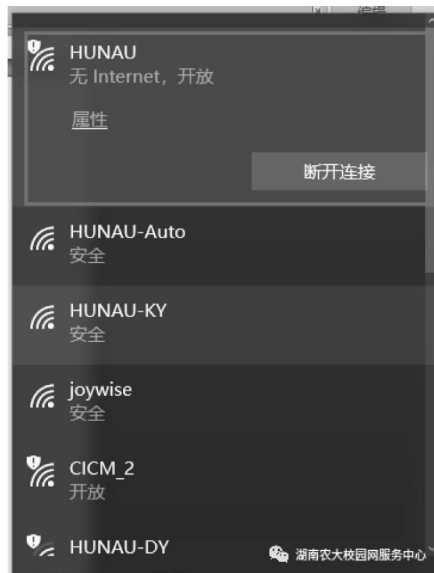 编辑
HUNAU
无 Internet，开放
属性
断开连接
HUNAU-Auto
安全
HUNAU-KY
安全
joywise
安全
CICM_2
开放
HUNAU-DY
湖南农大校园网服务中心